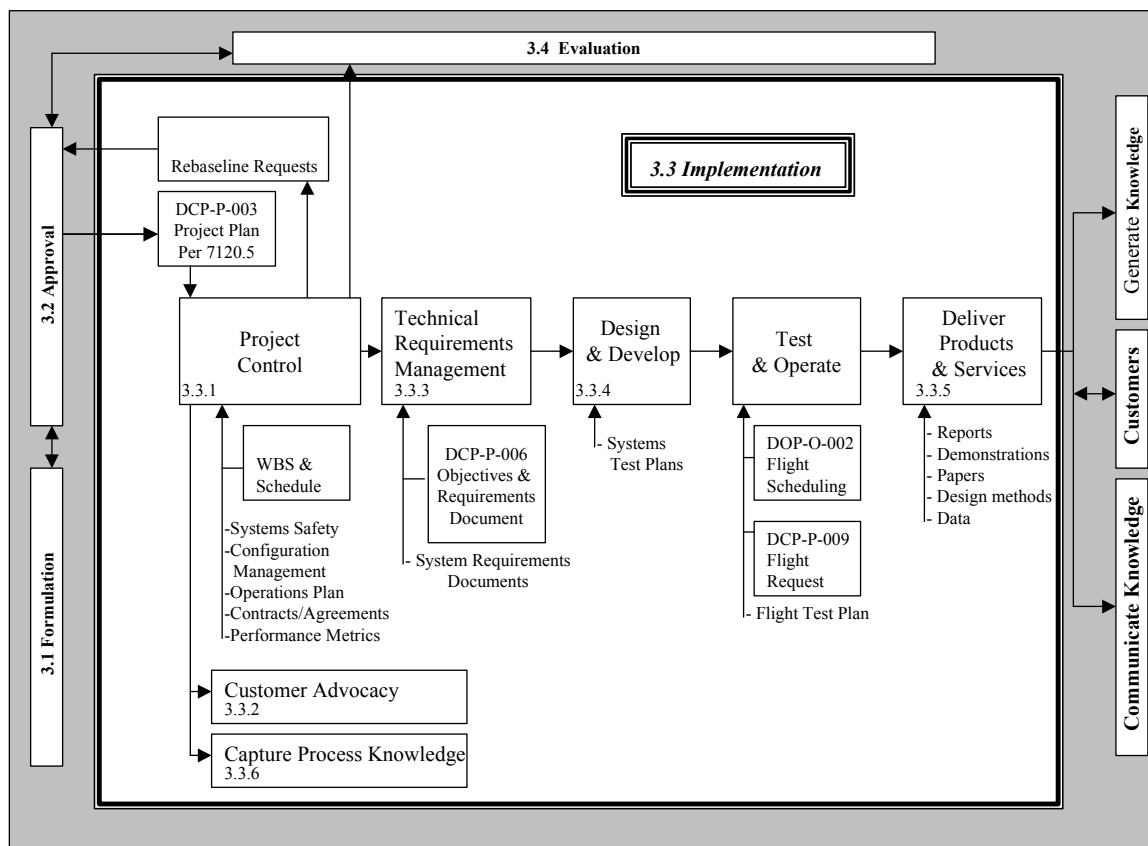 3.4 Evaluation
3.2 Approval
3.1 Formulation
Rebaseline Requests
3.3 Implementation
DCP-P-003
Project Plan
Per 7120.5
Project
Control
3.3.1
Technical
Requirements
Management
3.3.3
Design
& Develop
3.3.4
Test
& Operate
Deliver
Products
& Services
3.3.5
WBS &
Schedule
-Systems Safety
-Configuration
Management
-Operations Plan
-Contracts/Agreements
-Performance Metrics
DCP-P-006
Objectives &
Requirements
Document
- System Requirements
Documents
- Systems
Test Plans
DOP-O-002
Flight
Scheduling
DCP-P-009
Flight
Request
- Flight Test Plan
- Reports
- Demonstrations
- Papers
- Design methods
- Data
Customer Advocacy
3.3.2
Capture Process Knowledge
3.3.6
Generate Knowledge
Customers
Communicate Knowledge